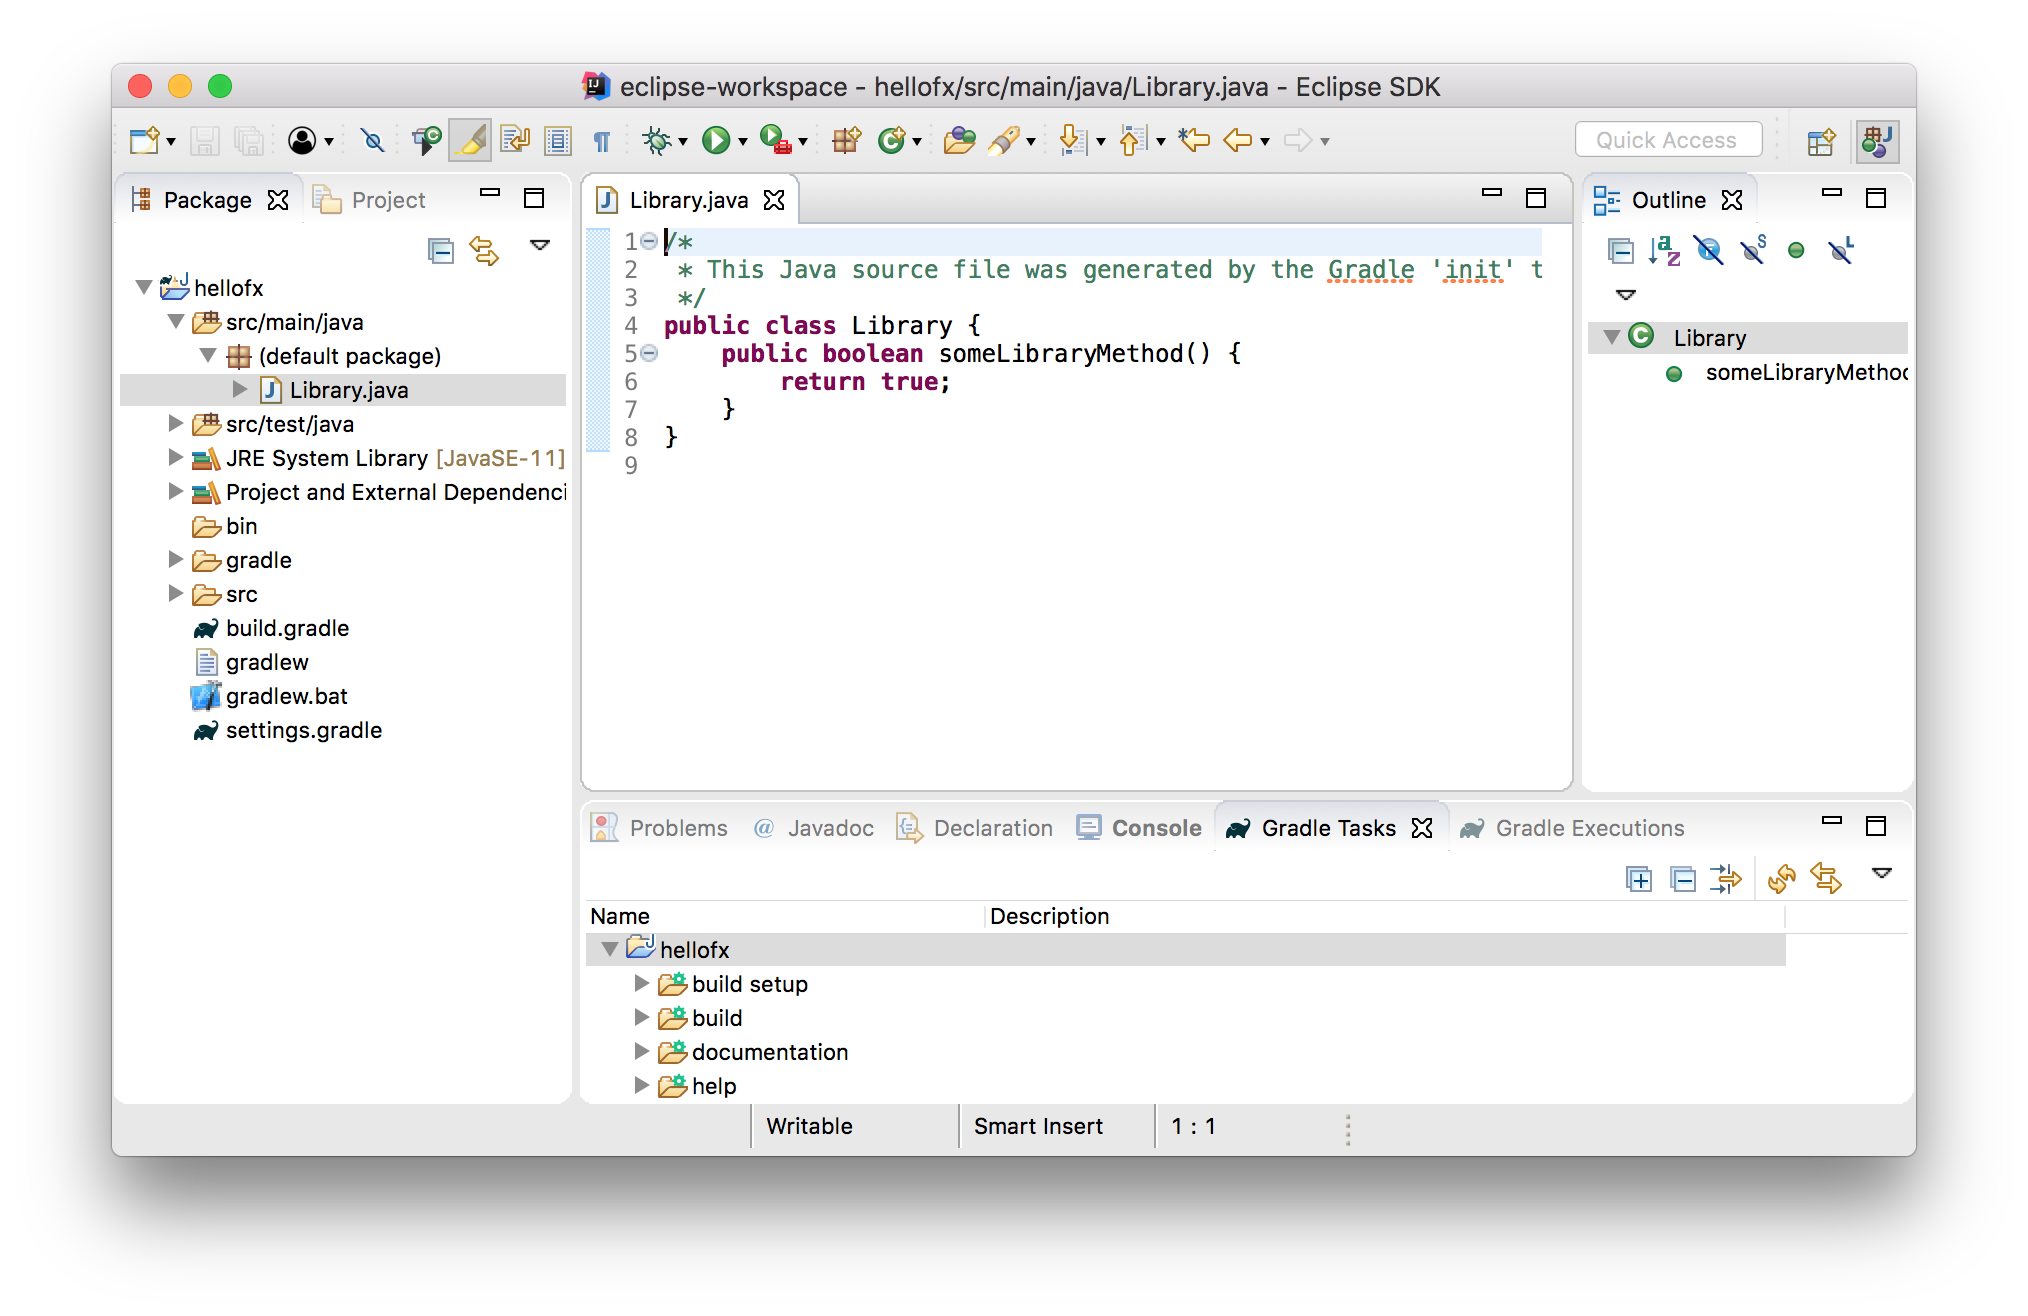 eclipse-workspace - hellofx/src/main/java/Library.java - Eclipse SDK
Quick Access
Package
Project
hellofx
src/main/java
(default package)
Library.java
src/test/java
JRE System Library [JavaSE-11]
Project and External Dependenci
bin
gradle
src
build.gradle
gradlew
gradlew.bat
settings.gradle
Library.java
1 /*
2 * This Java source file was generated by the Gradle 'init' t
3 */
4 public class Library {
5 public boolean someLibraryMethod() {
6 return true;
7 }
8 }
9
Outline
Library
someLibraryMethod
Problems @ Javadoc Declaration Console Gradle Tasks Gradle Executions
Name Description
hellofx
build setup
build
documentation
help
Writable Smart Insert 1 : 1